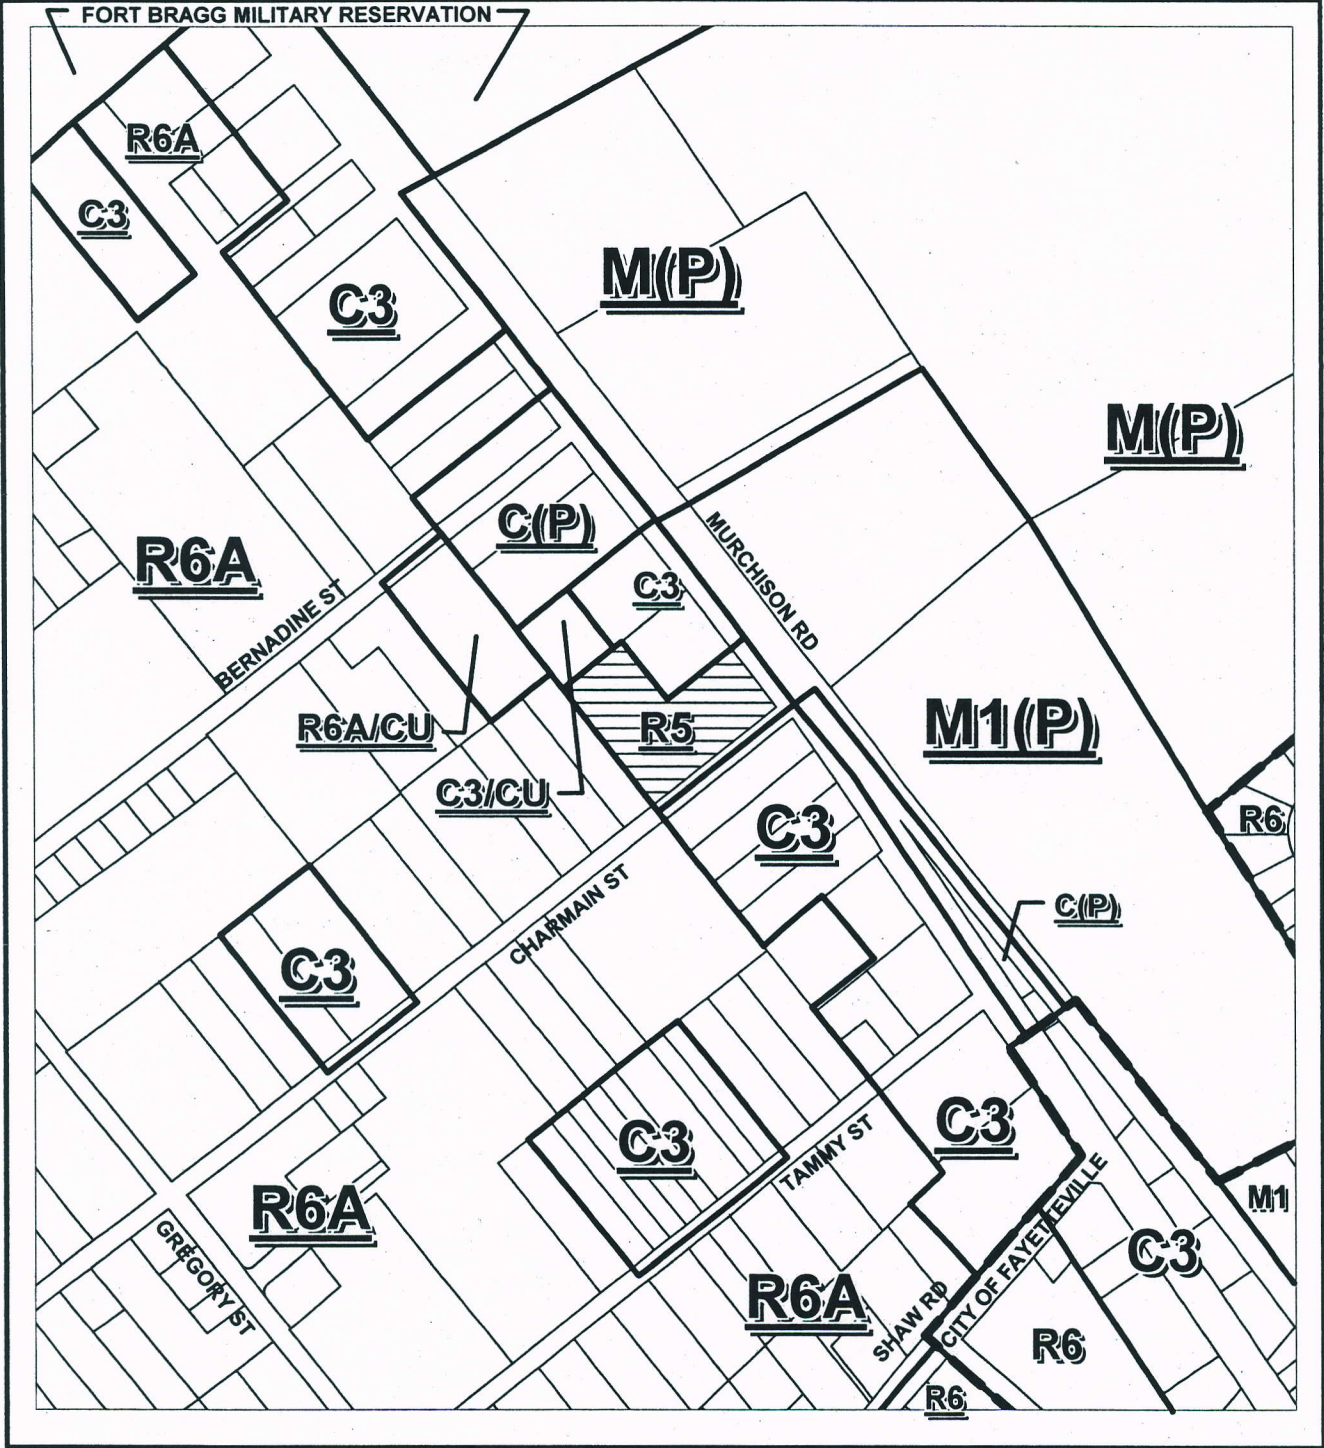 FORT BRAGG MILITARY RESERVATION
R6A
C3
C3
M(P)
M(P)
C(P)
R6A
C3
MURCHISON RD
BERNADINE ST
R6A/CU
R5
M1(P)
C3/CU
C3
R6
CHARMAIN ST
C(P)
C3
C3
C3
TAMMY ST
R6A
GREGORY ST
M1
C3
CITY OF FAYETTEVILLE
R6A
SHAW RD
R6
R6